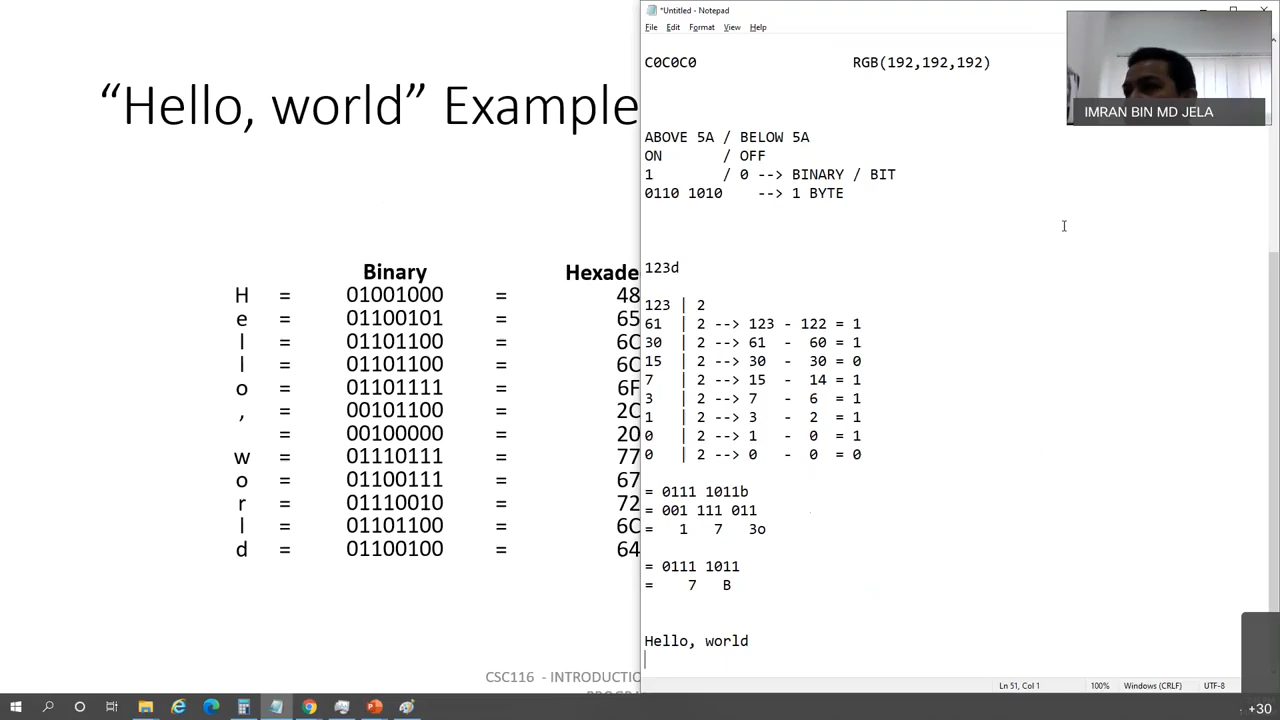 *Untitled - Notepad
File Edit Format View Help
C0C0C0 RGB(192,192,192)
IMRAN BIN MD JELA
ABOVE 5A / BELOW 5A
ON / OFF
1 / 0 --> BINARY / BIT
0110 1010 --> 1 BYTE
123d
123 | 2
61 | 2 --> 123 - 122 = 1
30 | 2 --> 61 - 60 = 1
15 | 2 --> 30 - 30 = 0
7 | 2 --> 15 - 14 = 1
3 | 2 --> 7 - 6 = 1
1 | 2 --> 3 - 2 = 1
0 | 2 --> 1 - 0 = 1
0 | 2 --> 0 - 0 = 0
= 0111 1011b
= 001 111 011
= 1 7 3o
= 0111 1011
= 7 B
Hello, world
Ln 51, Col 1 100% Windows (CRLF) UTF-8
“Hello, world” Example
Binary Hexade
H = 01001000 = 48
e = 01100101 = 65
l = 01101100 = 6C
l = 01101100 = 6C
o = 01101111 = 6F
, = 00101100 = 2C
= 00100000 = 20
w = 01110111 = 77
o = 01100111 = 67
r = 01110010 = 72
l = 01101100 = 6C
d = 01100100 = 64
CSC116 - INTRODUCTIO
+30